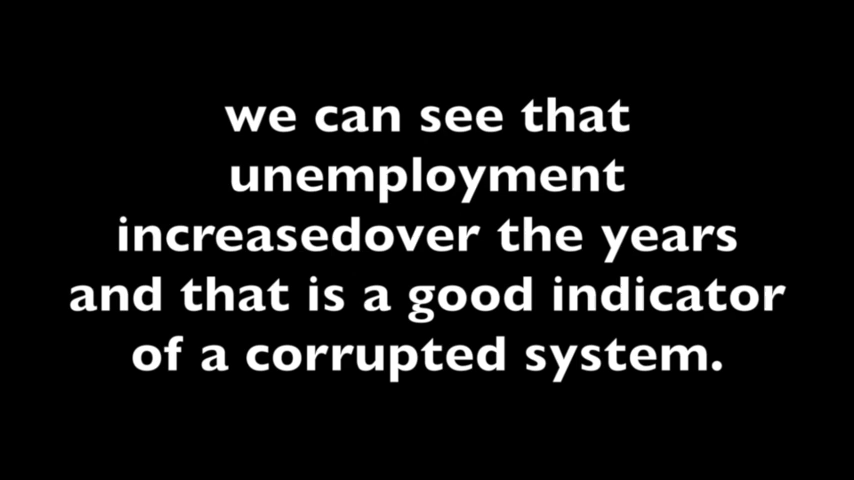 we can see that
unemployment
increasedover the years
and that is a good indicator
of a corrupted system.